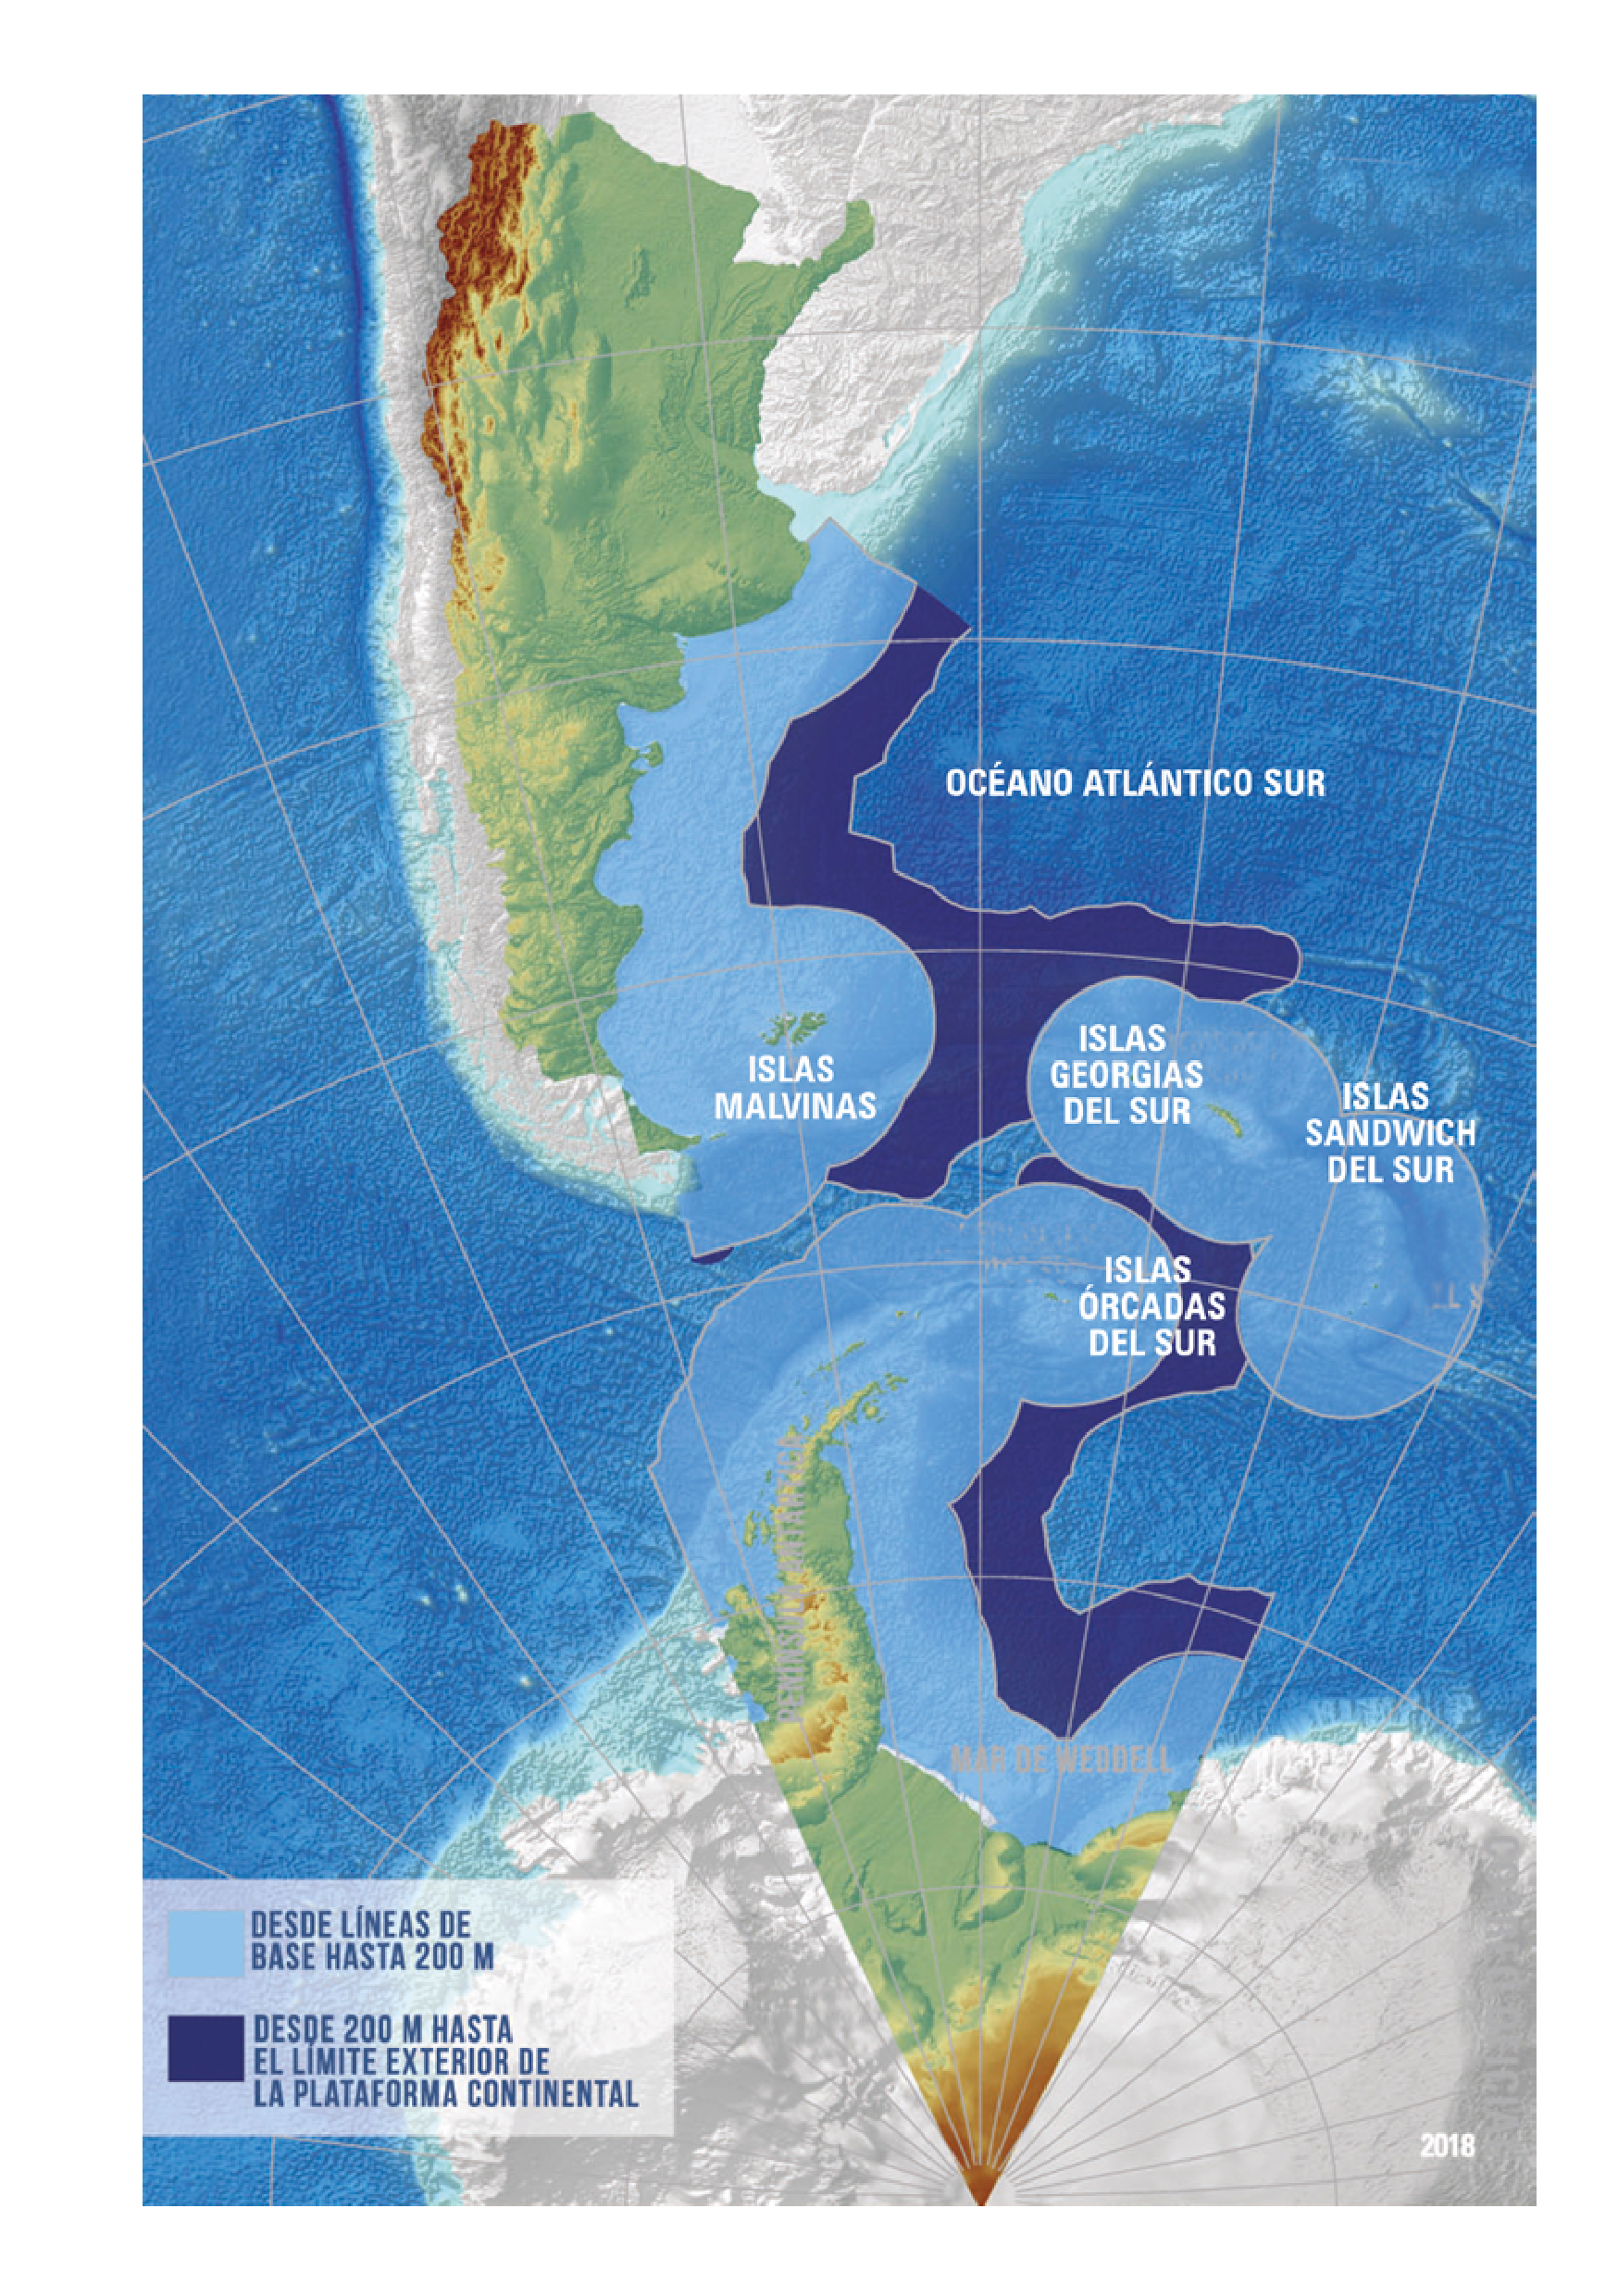 OCÉANO ATLÁNTICO SUR
ISLAS
MALVINAS
ISLAS
GEORGIAS
DEL SUR
ISLAS
SANDWICH
DEL SUR
ISLAS
ÓRCADAS
DEL SUR
PENÍNSULA ANTÁRTICA
MAR DE WEDDELL
DESDE LÍNEAS DE
BASE HASTA 200 M
DESDE 200 M HASTA
EL LÍMITE EXTERIOR DE
LA PLATAFORMA CONTINENTAL
2018